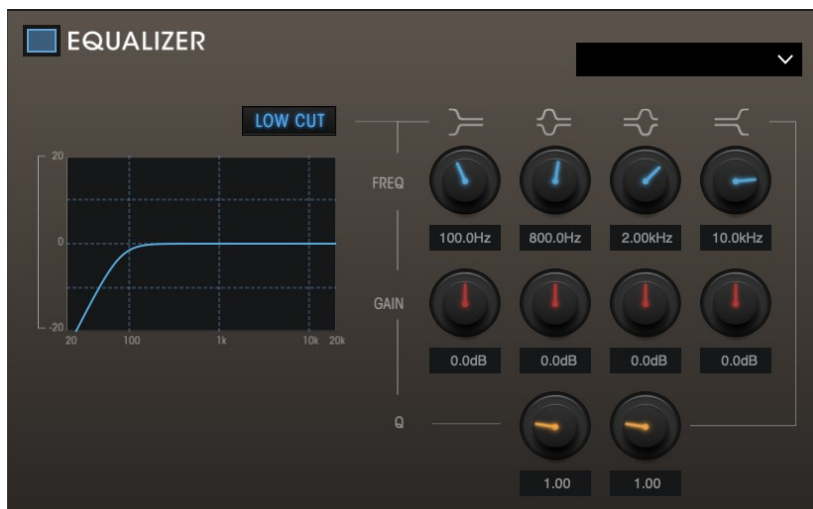 EQUALIZER
LOW CUT
20
0
-20
20 100 1k 10k 20k
FREQ
100.0Hz 800.0Hz 2.00kHz 10.0kHz
GAIN
0.0dB 0.0dB 0.0dB 0.0dB
Q
1.00 1.00